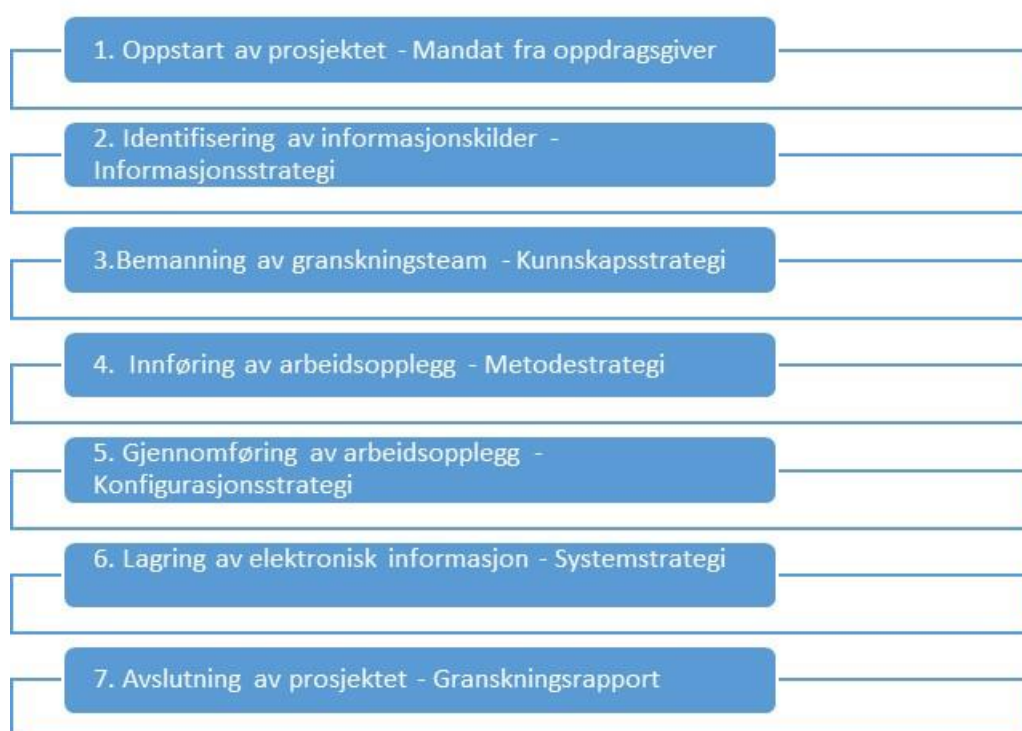 1. Oppstart av prosjektet - Mandat fra oppdragsgiver
2. Identifisering av informasjonskilder -
Informasjonsstrategi
3.Bemanning av granskningsteam - Kunnskapsstrategi
4. Innføring av arbeidsopplegg - Metodestrategi
5. Gjennomføring av arbeidsopplegg -
Konfigurasjonsstrategi
6. Lagring av elektronisk informasjon - Systemstrategi
7. Avslutning av prosjektet - Granskningsrapport